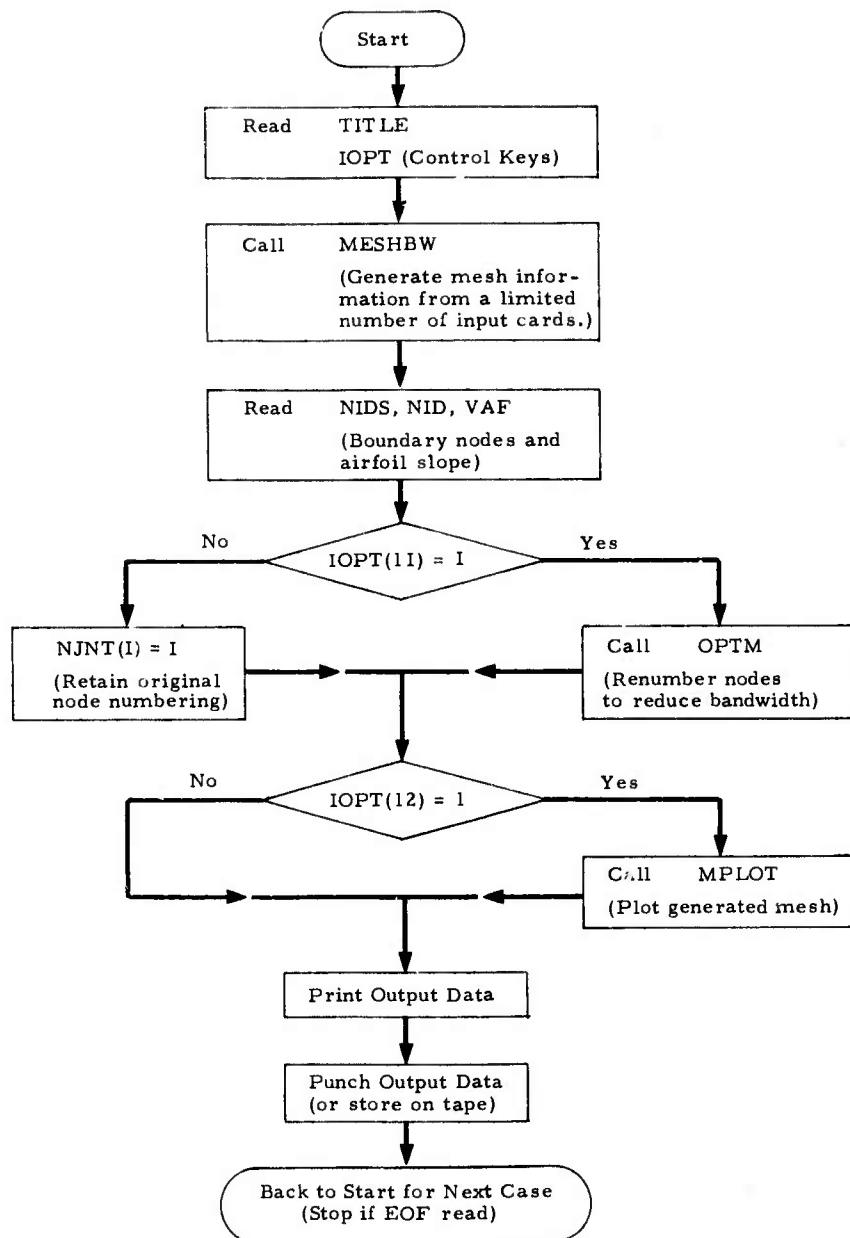 Start
Read TITLE
IOPT (Control Keys)
Call MESHBW
(Generate mesh infor-
mation from a limited
number of input cards.)
Read NIDS, NID, VAF
(Boundary nodes and
airfoil slope)
No
IOPT(11) = 1
Yes
NJNT(I) = I
(Retain original
node numbering)
Call OPTM
(Renumber nodes
to reduce bandwidth)
No
IOPT(12) = 1
Yes
Call MPLOT
(Plot generated mesh)
Print Output Data
Punch Output Data
(or store on tape)
Back to Start for Next Case
(Stop if EOF read)